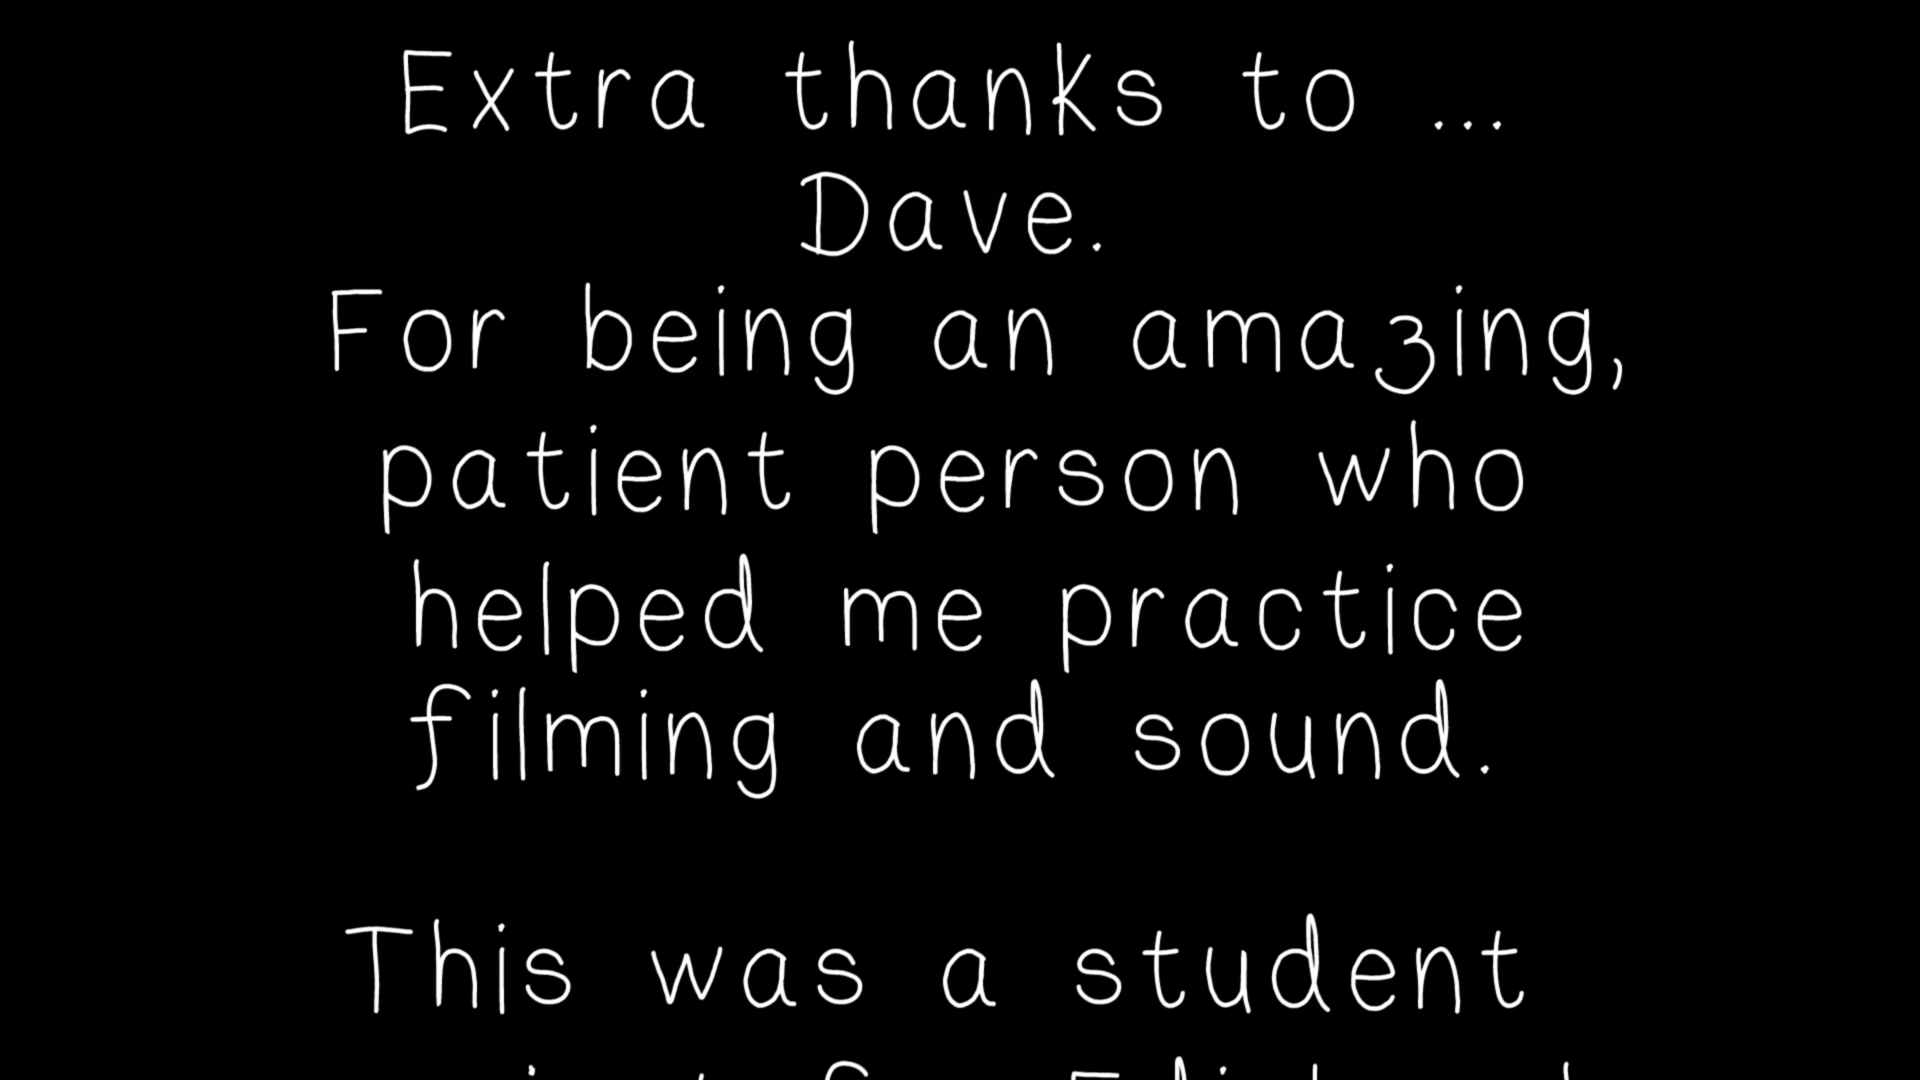 Extra thanks to ...
Dave.
For being an amazing,
patient person who
helped me practice
filming and sound.
This was a student